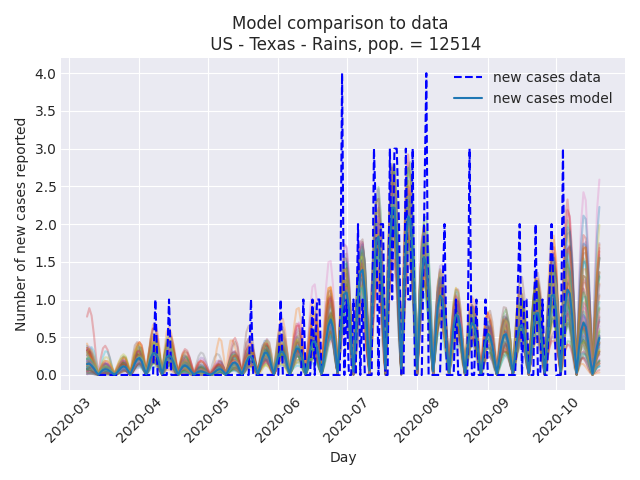 Model comparison to data
US - Texas - Rains, pop. = 12514
new cases data
new cases model
Number of new cases reported
4.0
3.5
3.0
2.5
2.0
1.5
1.0
0.5
0.0
2020-03
2020-04
2020-05
2020-06
2020-07
2020-08
2020-09
2020-10
Day